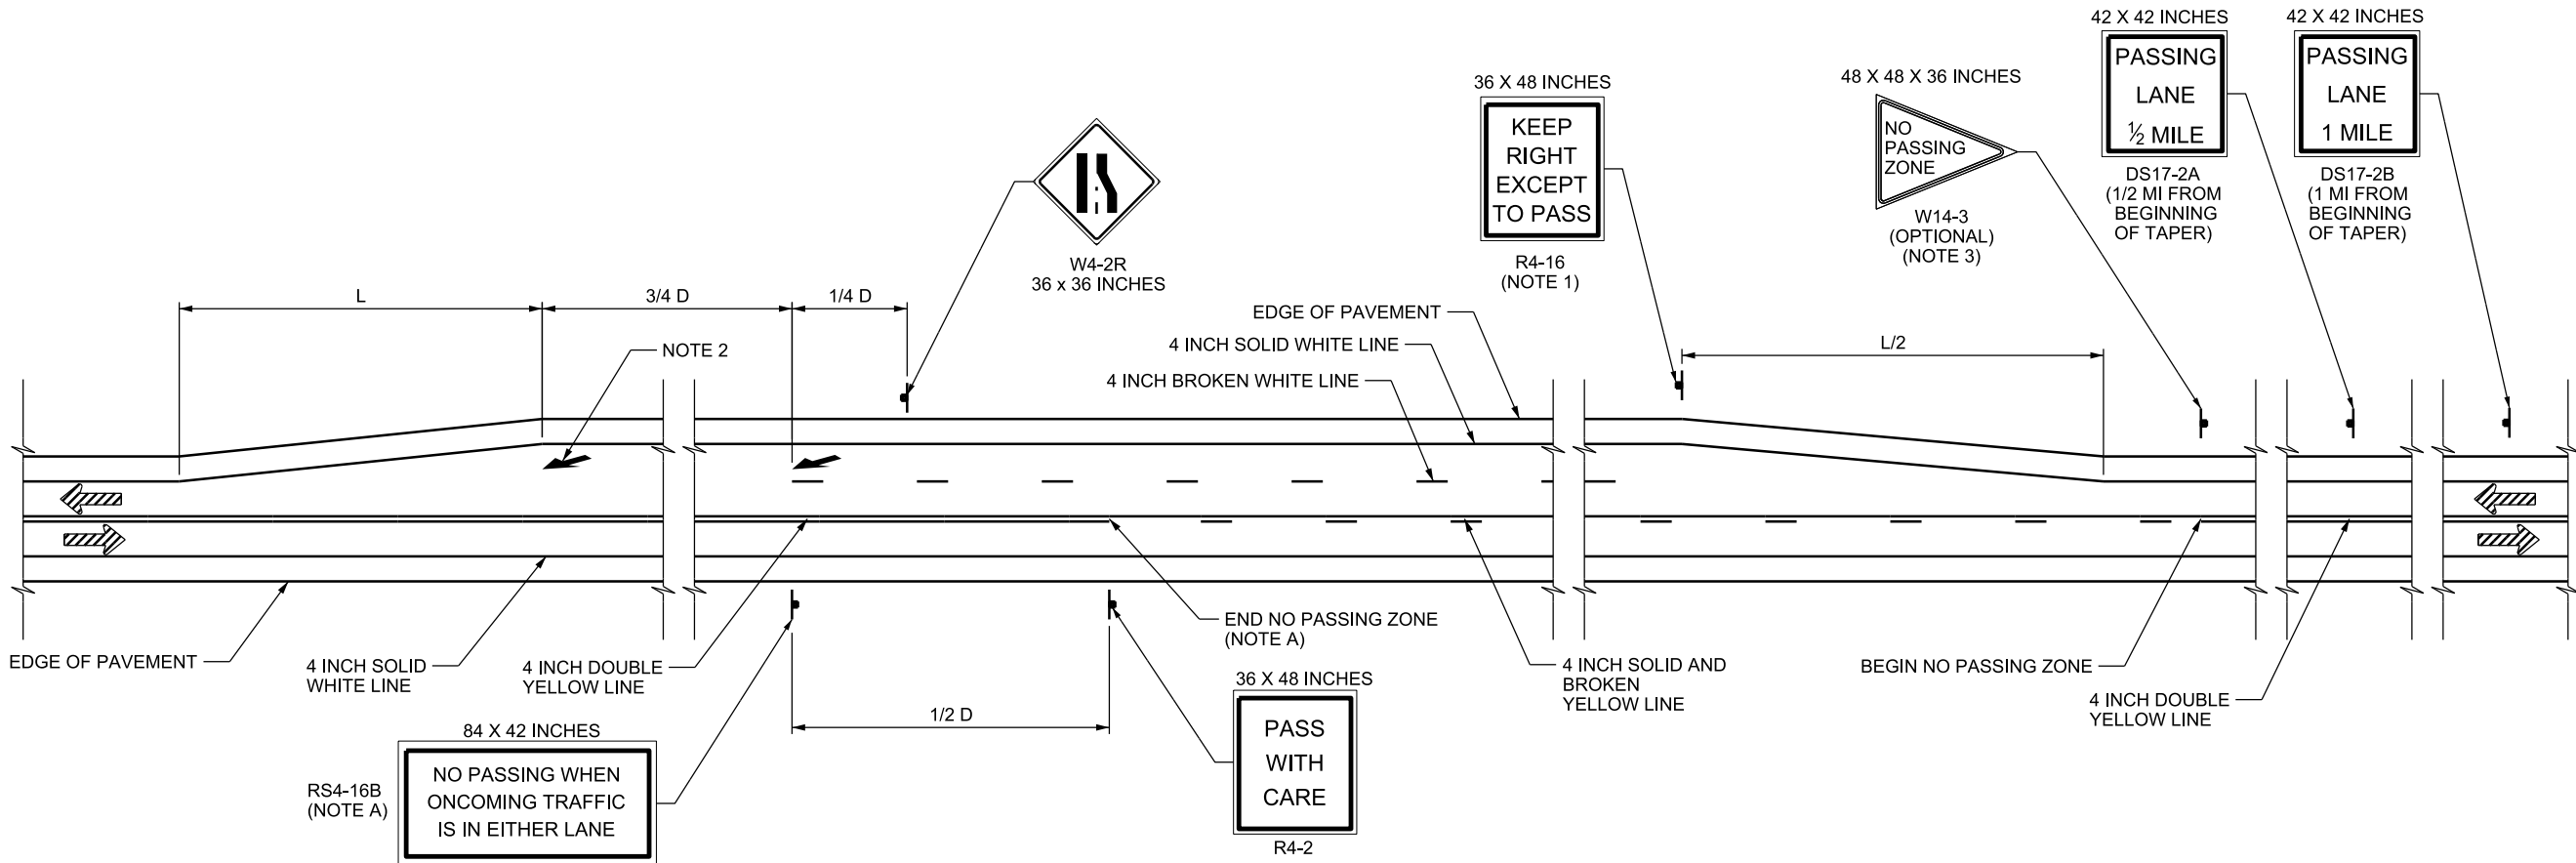 42 X 42 INCHES
PASSING
LANE
½ MILE
DS17-2A
(1/2 MI FROM
BEGINNING
OF TAPER)
42 X 42 INCHES
PASSING
LANE
1 MILE
DS17-2B
(1 MI FROM
BEGINNING
OF TAPER)
48 X 48 X 36 INCHES
NO
PASSING
ZONE
W14-3
(OPTIONAL)
(NOTE 3)
36 X 48 INCHES
KEEP
RIGHT
EXCEPT
TO PASS
R4-16
(NOTE 1)
W4-2R
36 x 36 INCHES
L
3/4 D
1/4 D
NOTE 2
EDGE OF PAVEMENT
4 INCH SOLID WHITE LINE
4 INCH BROKEN WHITE LINE
L/2
EDGE OF PAVEMENT
4 INCH SOLID
WHITE LINE
4 INCH DOUBLE
YELLOW LINE
END NO PASSING ZONE
(NOTE A)
4 INCH SOLID AND
BROKEN
YELLOW LINE
BEGIN NO PASSING ZONE
4 INCH DOUBLE
YELLOW LINE
1/2 D
84 X 42 INCHES
RS4-16B
(NOTE A)
NO PASSING WHEN
ONCOMING TRAFFIC
IS IN EITHER LANE
36 X 48 INCHES
PASS
WITH
CARE
R4-2